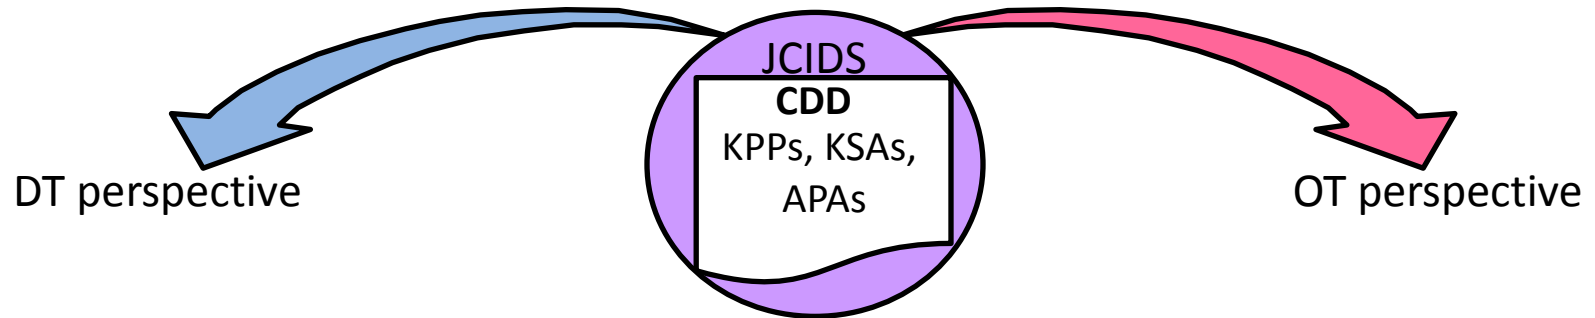 JCIDS
CDD
KPPs, KSAs,
APAs
DT perspective
OT perspective